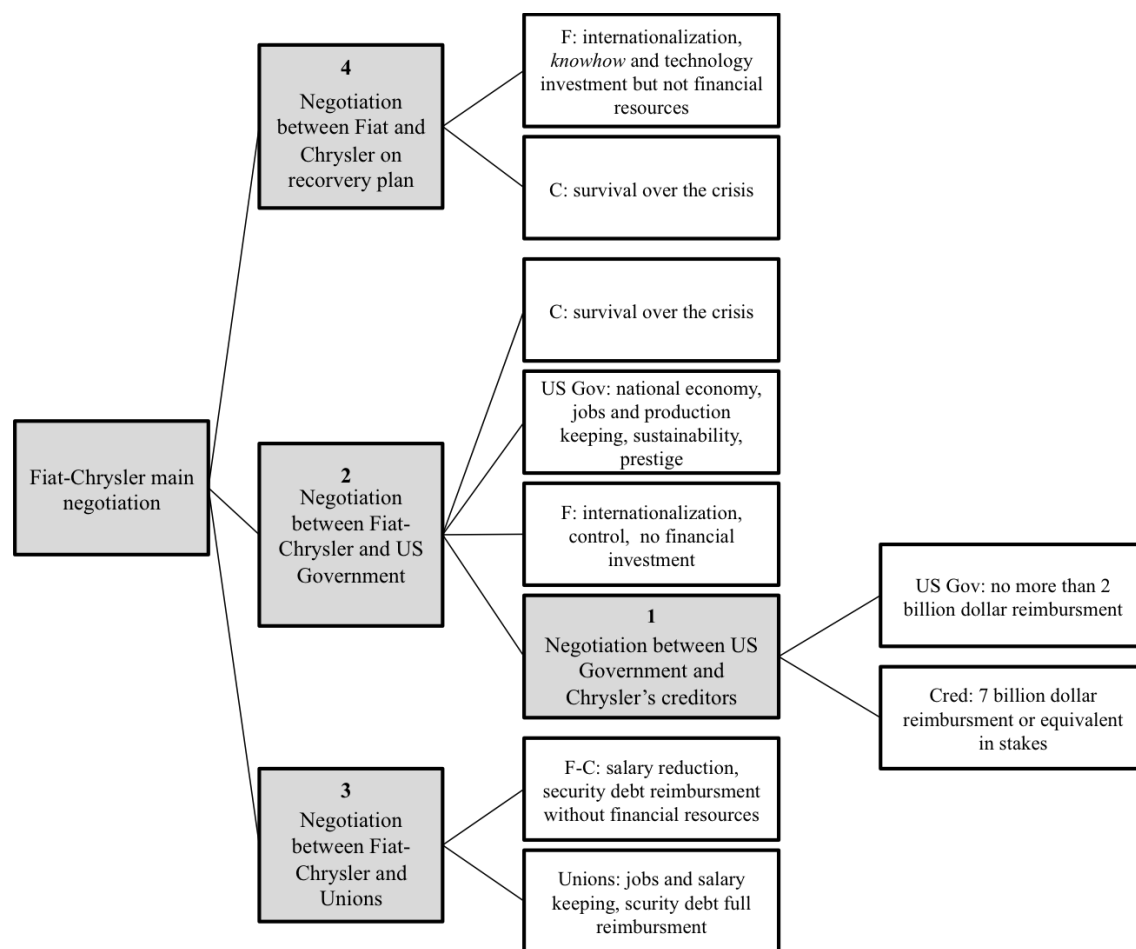 F: internationalization,
knowhow and technology
investment but not financial
resources
4
Negotiation
between Fiat and
Chrysler on
recorvery plan
C: survival over the crisis
C: survival over the crisis
US Gov: national economy,
jobs and production
keeping, sustainability,
prestige
Fiat-Chrysler main
negotiation
2
Negotiation
between Fiat-
Chrysler and US
Government
F: internationalization,
control, no financial
investment
US Gov: no more than 2
billion dollar reimbursment
1
Negotiation between US
Government and
Chrysler’s creditors
Cred: 7 billion dollar
reimbursment or equivalent
in stakes
F-C: salary reduction,
security debt reimbursment
without financial resources
3
Negotiation
between Fiat-
Chrysler and
Unions
Unions: jobs and salary
keeping, scurity debt full
reimbursment